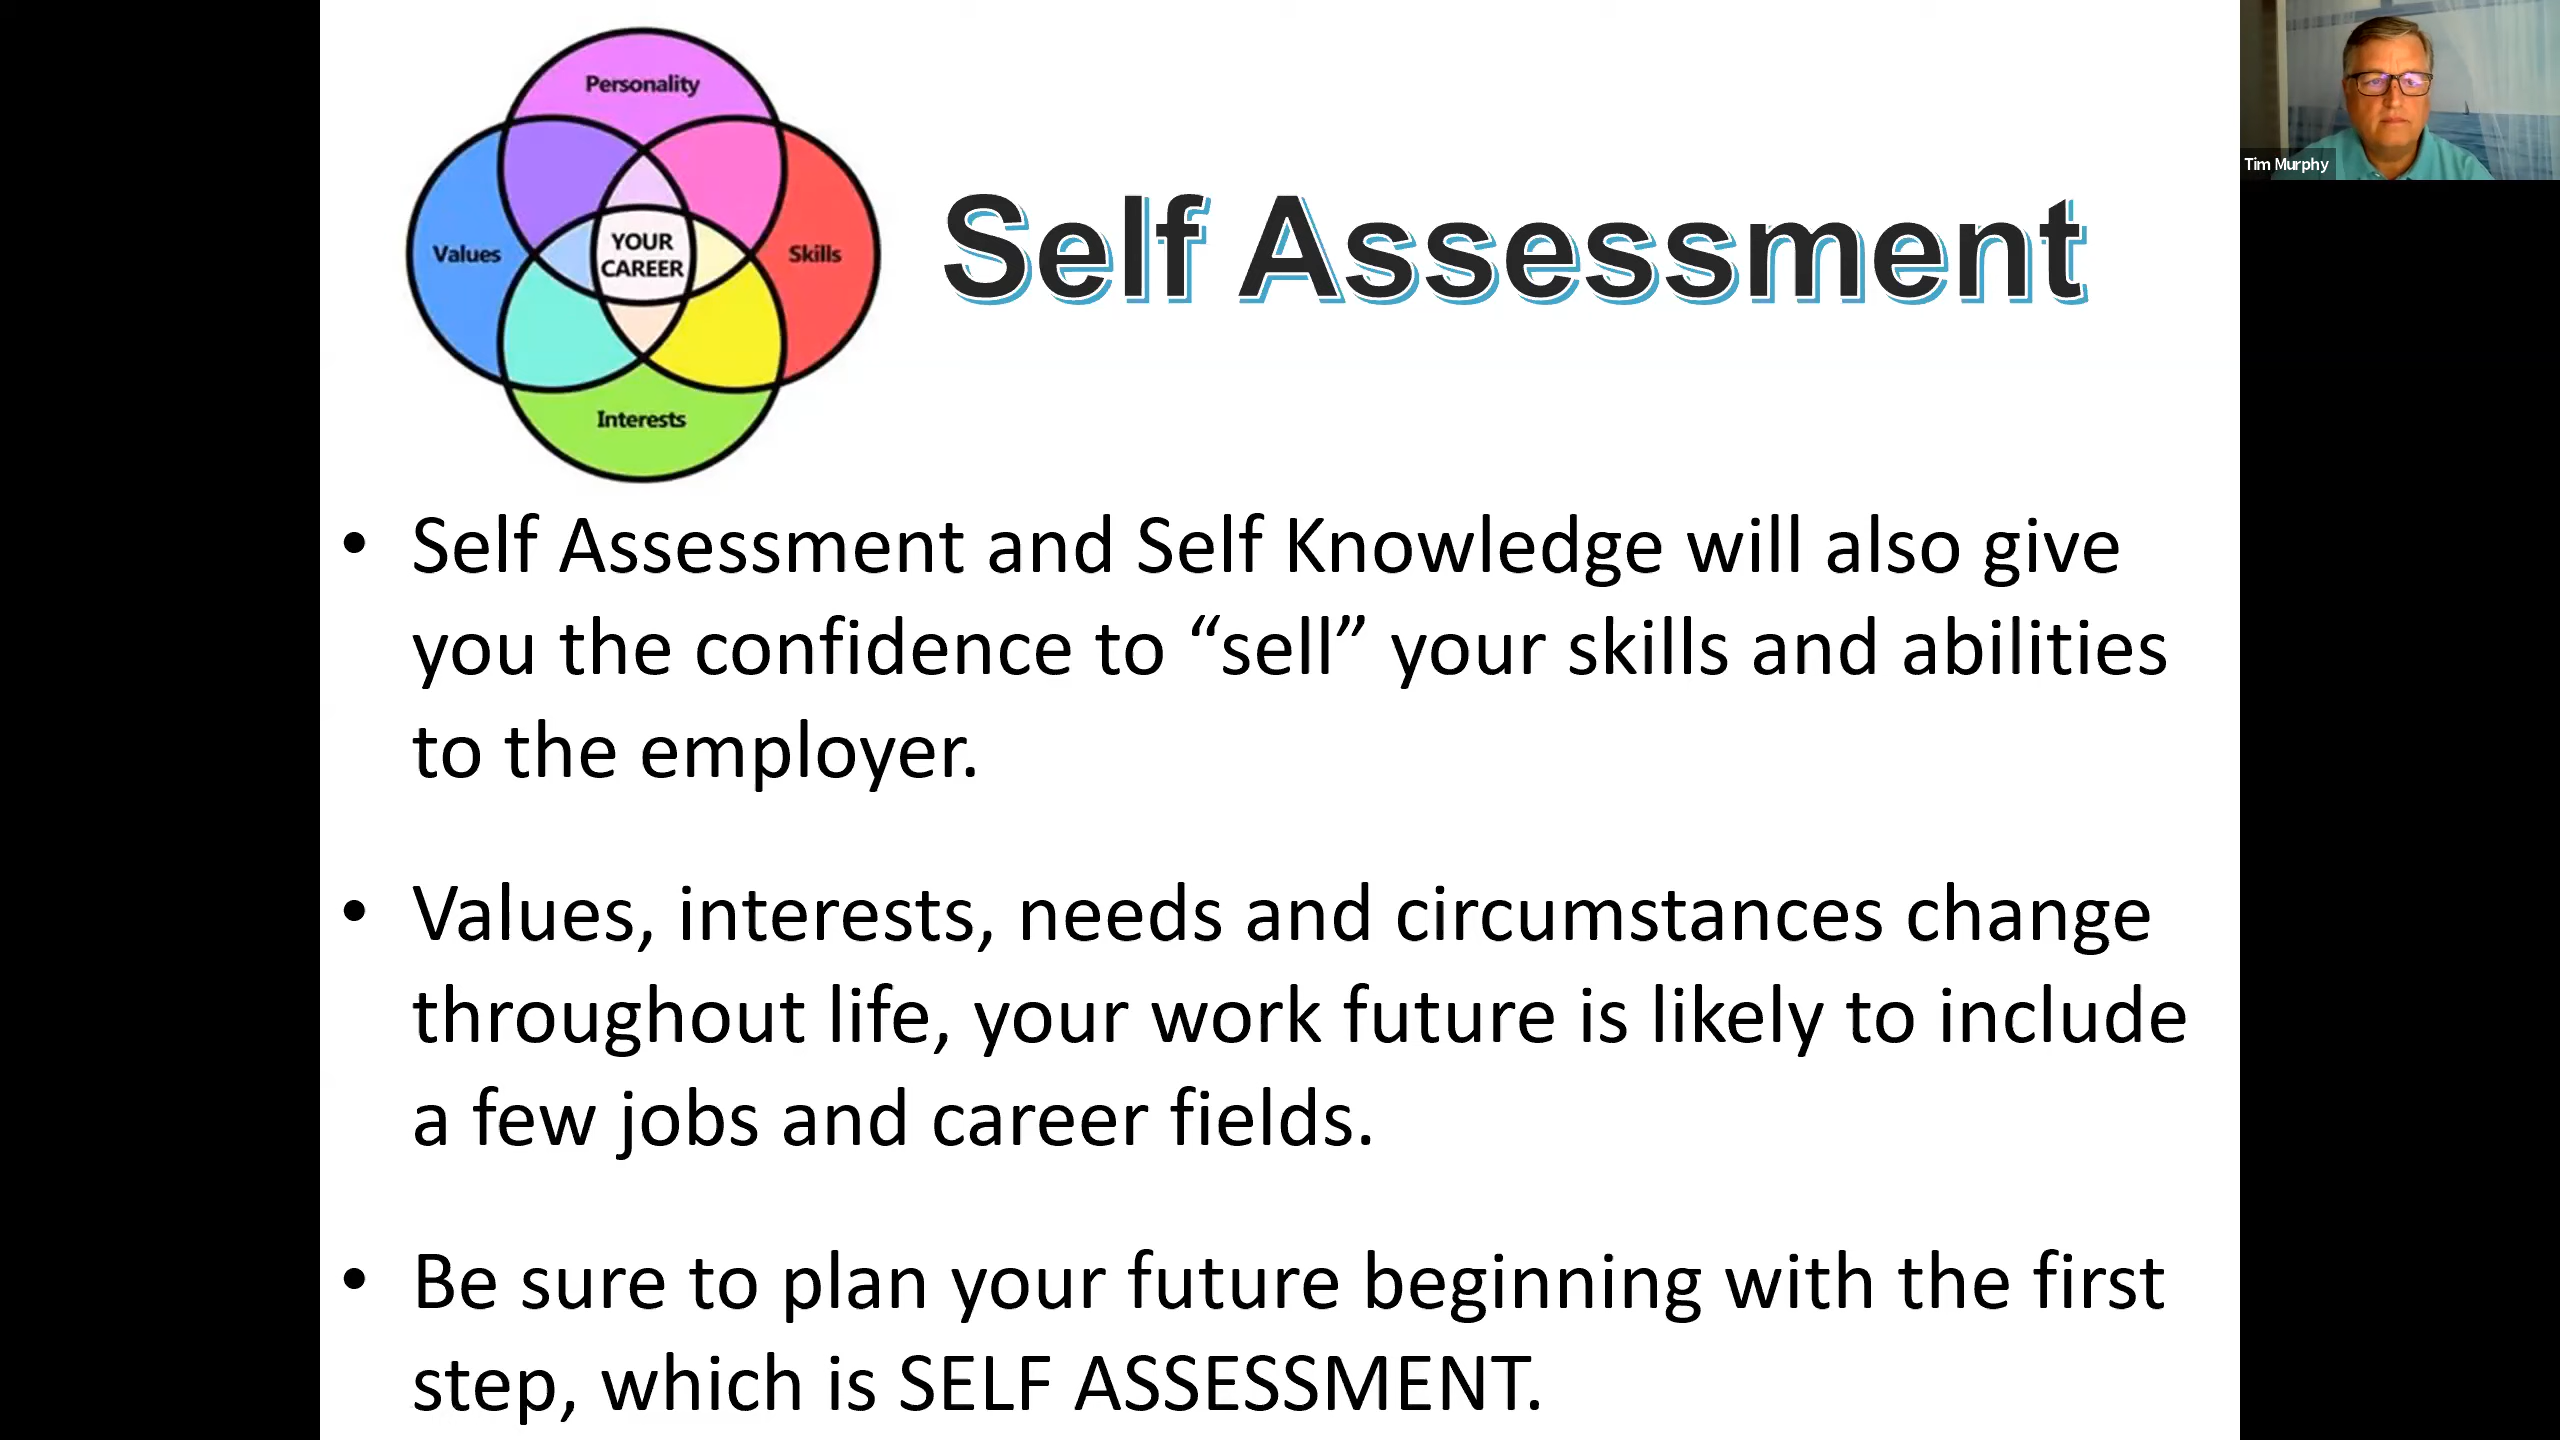 Personality
Values
YOUR
CAREER
Skills
Interests
Self Assessment
Tim Murphy
• Self Assessment and Self Knowledge will also give
you the confidence to “sell” your skills and abilities
to the employer.
• Values, interests, needs and circumstances change
throughout life, your work future is likely to include
a few jobs and career fields.
• Be sure to plan your future beginning with the first
step, which is SELF ASSESSMENT.